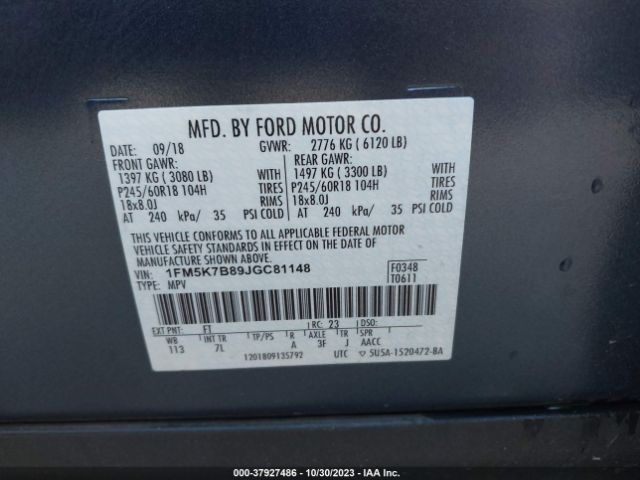 MFD. BY FORD MOTOR CO.
DATE: 09/18 GVWR: 2776 KG ( 6120 LB)
FRONT GAWR: REAR GAWR:
1397 KG ( 3080 LB) WITH 1497 KG ( 3300 LB) WITH
P245/60R18 104H TIRES P245/60R18 104H TIRES
18x8.0J RIMS 18x8.0J RIMS
AT 240 kPa/ 35 PSI COLD AT 240 kPa/ 35 PSI COLD
THIS VEHICLE CONFORMS TO ALL APPLICABLE FEDERAL MOTOR
VEHICLE SAFETY STANDARDS IN EFFECT ON THE DATE OF
MANUFACTURE SHOWN ABOVE.
VIN: 1FM5K7B89JGC81148 F0348
TYPE: MPV T0611
EXT PNT: FT RC: 23 DSO:
WB INT TR TP/PS R AXLE TR SPR
113 7L A 3F J AACC
1201809135792 UTC ▽ 5U5A-1520472-BA
000-37927486 - 10/30/2023 - IAA Inc.